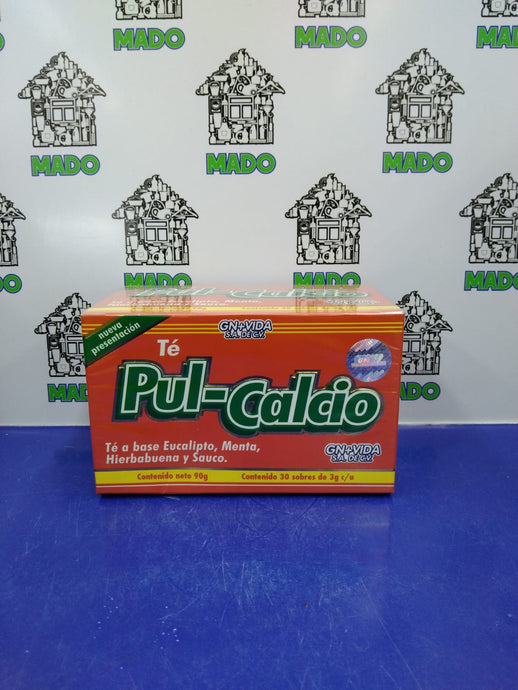 MADO
MADO
MADO
MADO
MADO
MADO
MADO
MADO
MADO
MADO
MADO
nueva
presentación
GN+VIDA
S.A. DE C.V.
Té
Pul-Calcio
Té a base Eucalipto, Menta,
Hierbabuena y Sauco.
GN+VIDA
S.A. DE C.V.
Contenido neto 90g
Contenido 30 sobres de 3g c/u